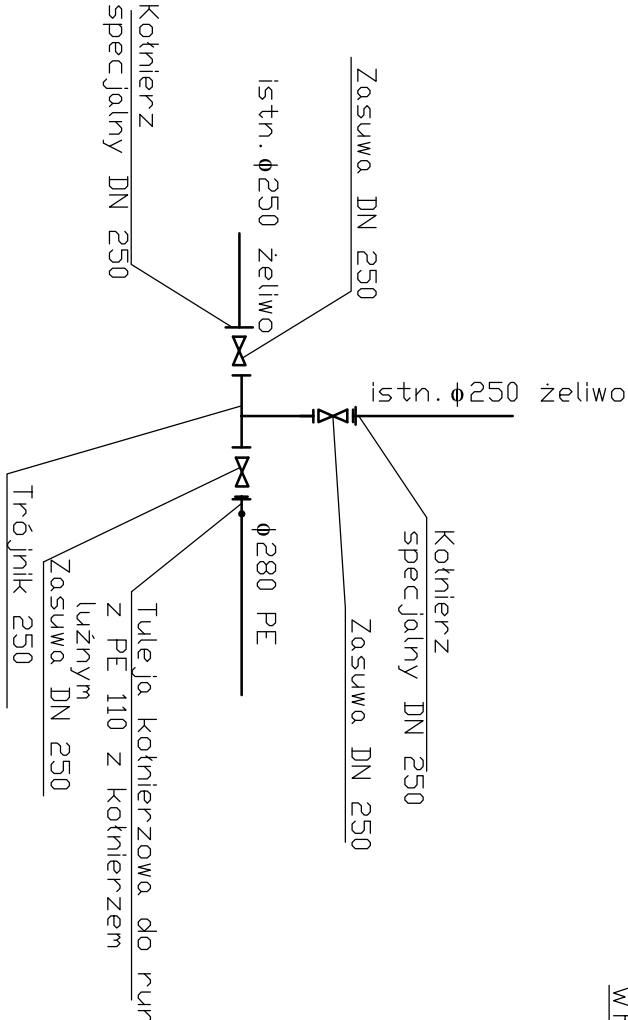 Kołnierz
specjalny DN 250
istn. ϕ250 żeliwo
Zasuwa DN 250
istn. ϕ250 żeliwo
Kołnierz
specjalny DN 250
Zasuwa DN 250
ϕ280 PE
Tuleja kołnierzowa do rur
z PE 110 z kołnierzem
luźnym
Zasuwa DN 250
Trójnik 250